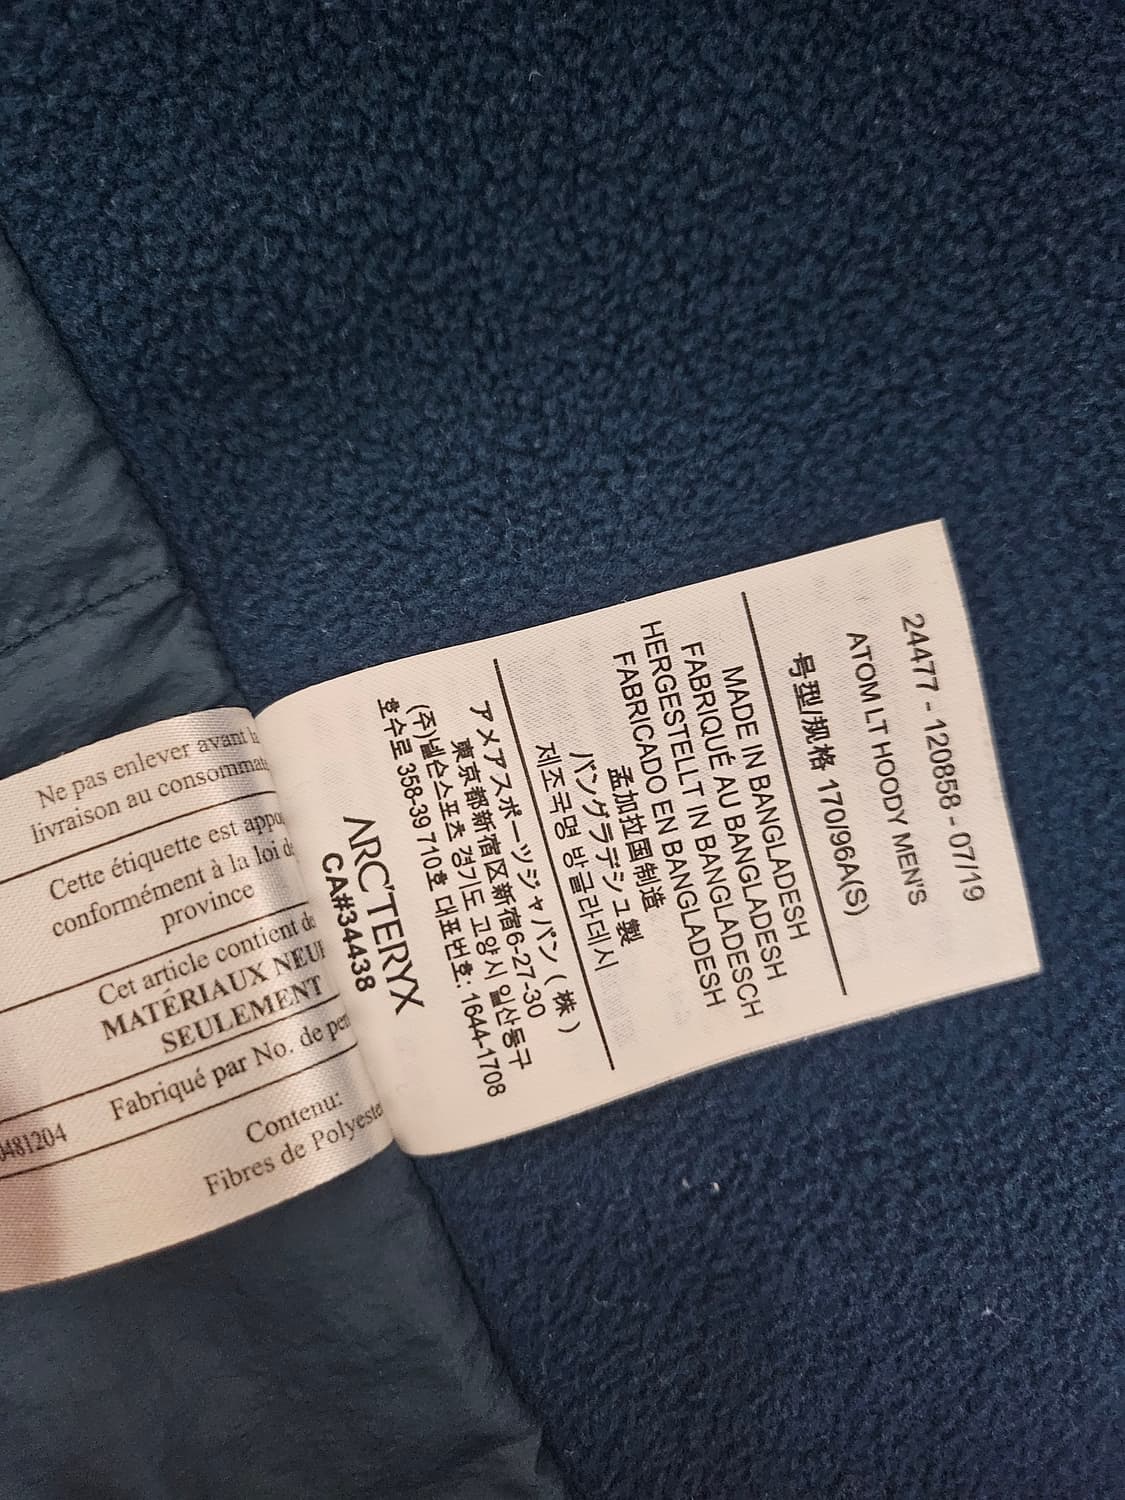 24477 - 120858 - 07/19
ATOM LT HOODY MEN'S
号型/规格 170/96A(S)
MADE IN BANGLADESH
FABRIQUÉ AU BANGLADESH
HERGESTELLT IN BANGLADESCH
FABRICADO EN BANGLADESH
孟加拉国制造
バングラデシュ製
제조국명 방글라데시
アメアスポーツジャパン (株)
東京都新宿区新宿6-27-30
(주)넬슨스포츠 경기도 고양시 일산동구
호수로 358-39 710호 대표번호: 1644-1708
ARC'TERYX
CA#34438
Ne pas enlever avant la
livraison au consommate
Cette étiquette est appo
conformément à la loi de
province
Cet article contient de
MATÉRIAUX NEUF
SEULEMENT
Fabriqué par No. de per
0481204
Contenu:
Fibres de Polyester